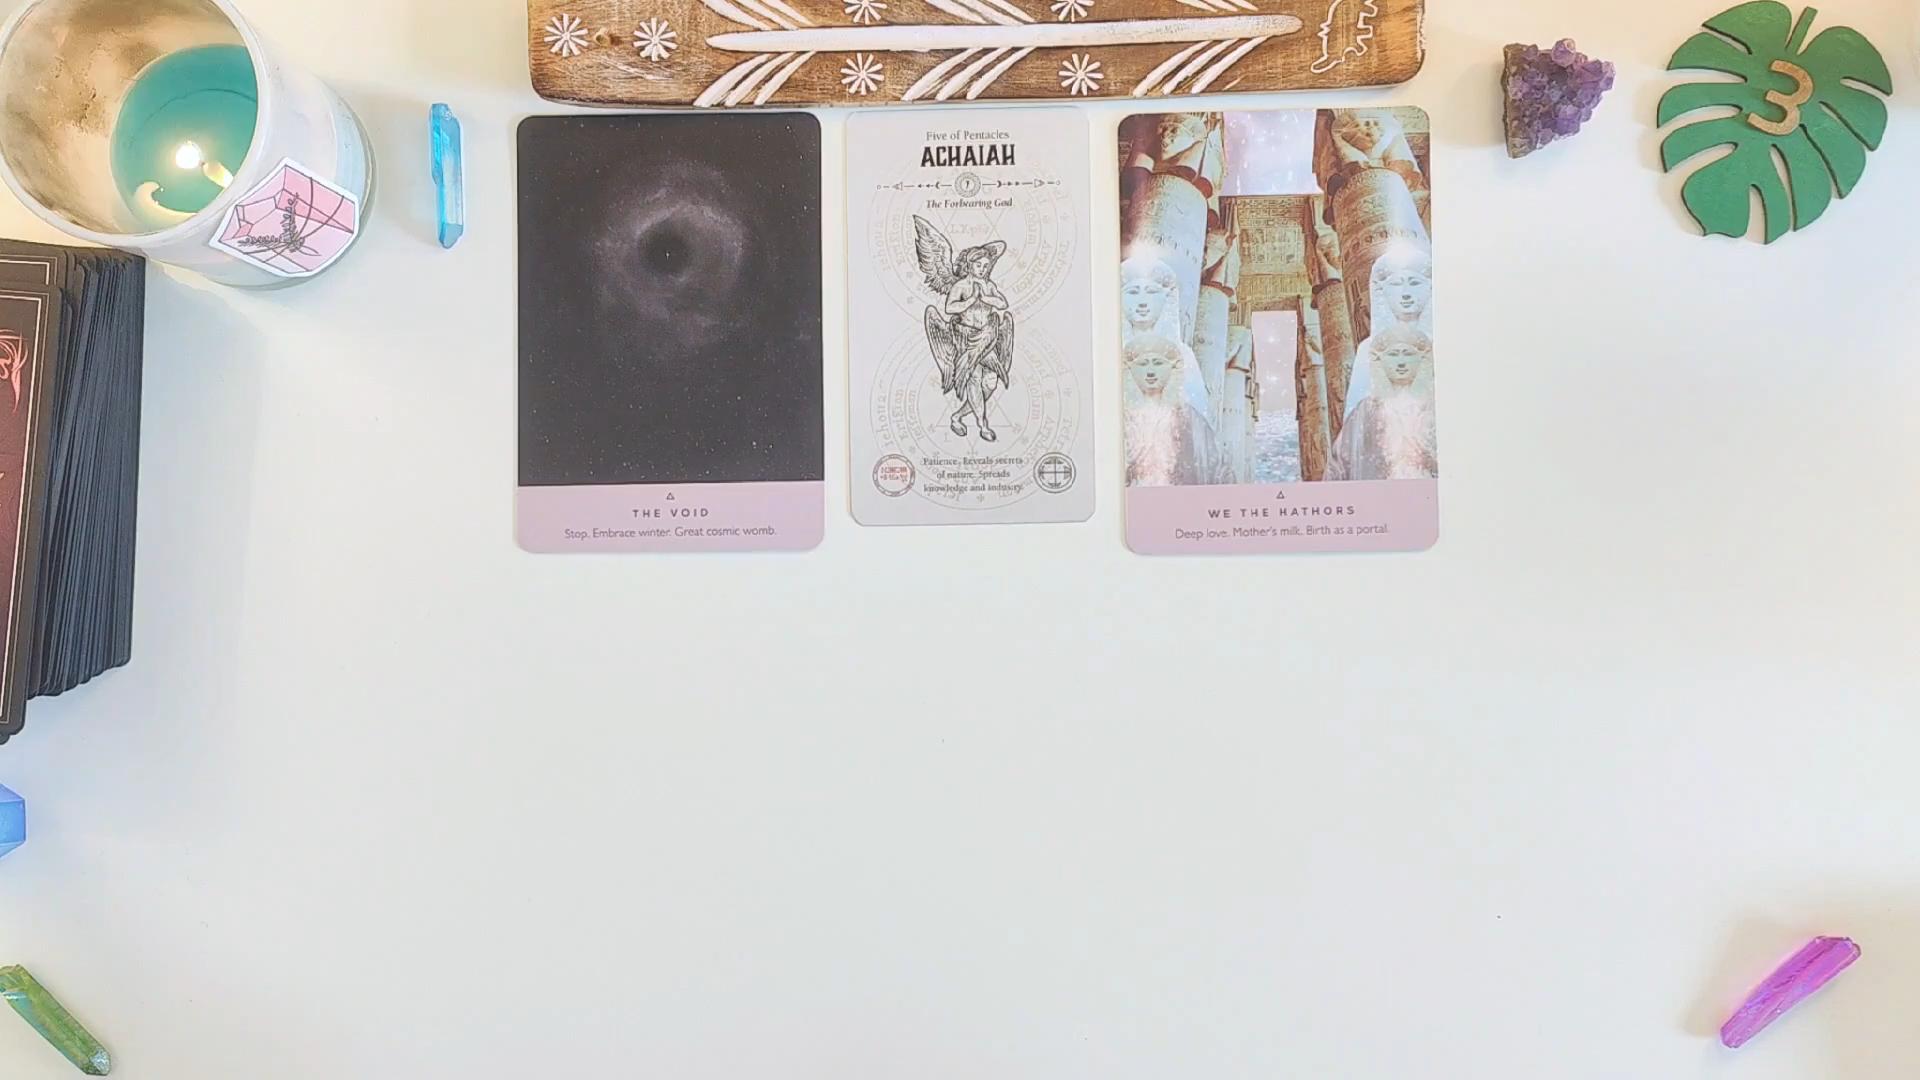 3
THE VOID
Stop. Embrace winter. Great cosmic womb.
Five of Pentacles
ACHAIAH
7
The Forbearing God
Patience. Reveals secrets
of nature. Spreads
knowledge and industry.
WE THE HATHORS
Deep love. Mother's milk. Birth as a portal.